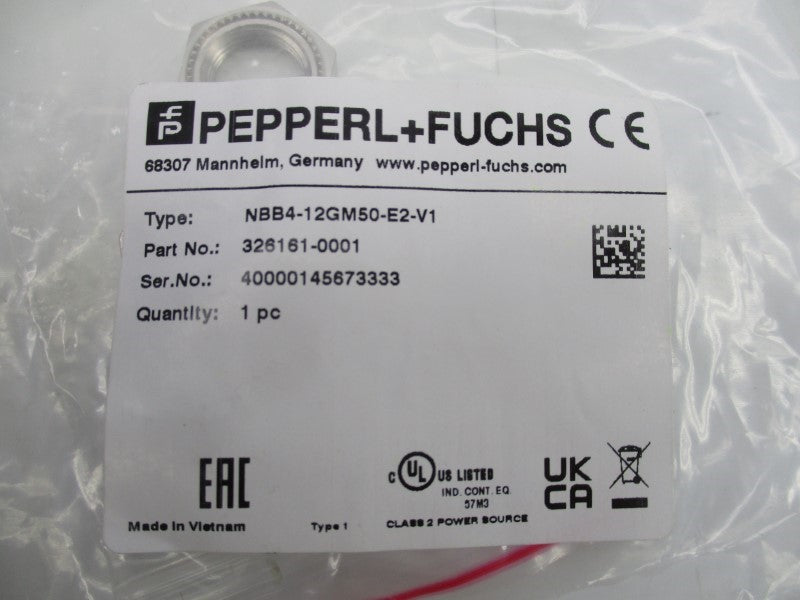 PEPPERL+FUCHS CE
68307 Mannheim, Germany www.pepperl-fuchs.com
Type: NBB4-12GM50-E2-V1
Part No.: 326161-0001
Ser.No.: 40000145673333
Quantity: 1 pc
EAC
C UL US LISTED
IND. CONT. EQ.
57M3
UK
CA
Made in Vietnam
Type 1
CLASS 2 POWER SOURCE